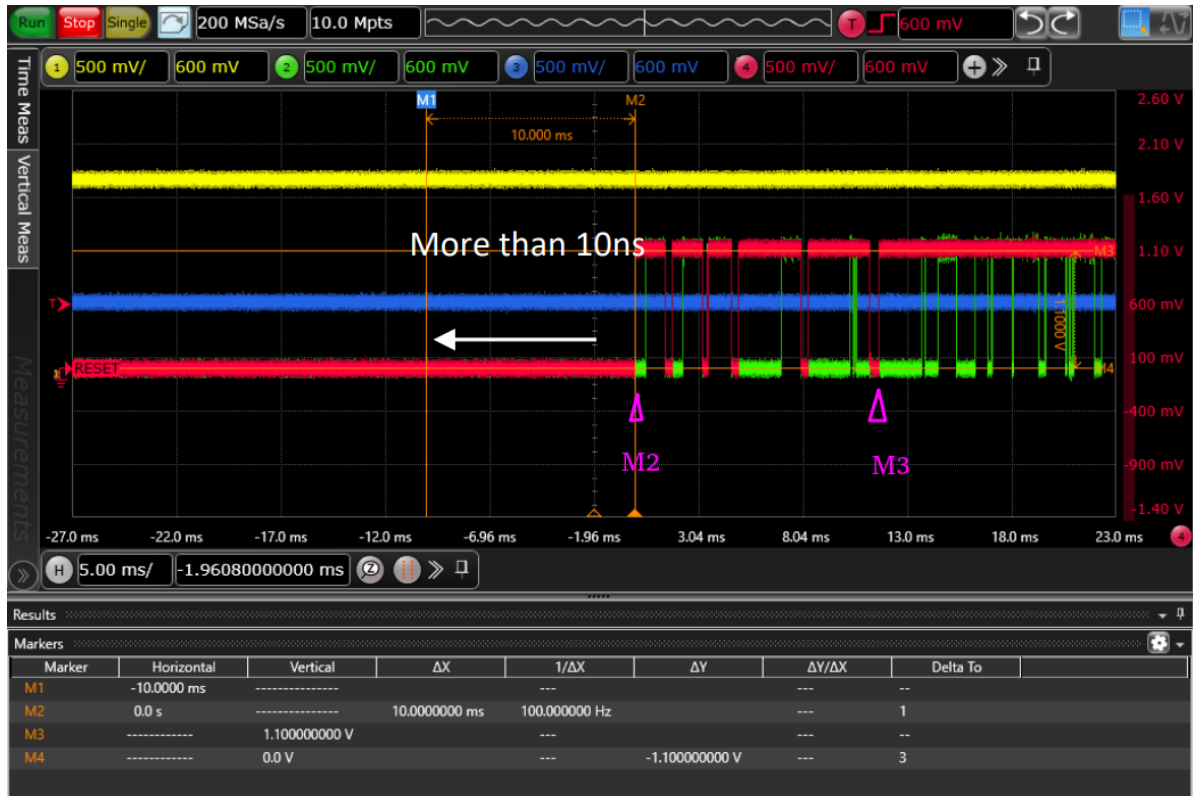 Run Stop Single 200 MSa/s 10.0 Mpts T 600 mV
1 500 mV/ 600 mV 2 500 mV/ 600 mV 3 500 mV/ 600 mV 4 500 mV/ 600 mV
Time Meas
Vertical Meas
Measurements
M1 M2
10.000 ms
2.60 V
2.10 V
1.60 V
More than 10ns
1.10 V
M3
T
600 mV
-1.1000 V
100 mV
RESET
M4
-400 mV
M2 M3
-900 mV
-1.40 V
-27.0 ms -22.0 ms -17.0 ms -12.0 ms -6.96 ms -1.96 ms 3.04 ms 8.04 ms 13.0 ms 18.0 ms 23.0 ms 4
H 5.00 ms/ -1.96080000000 ms Z
Results
Markers
Marker Horizontal Vertical ΔX 1/ΔX ΔY ΔY/ΔX Delta To
M1 -10.0000 ms --------------- --- --- --
M2 0.0 s --------------- 10.0000000 ms 100.000000 Hz --- 1
M3 ------------ 1.100000000 V --- --- --
M4 ------------ 0.0 V --- -1.100000000 V --- 3